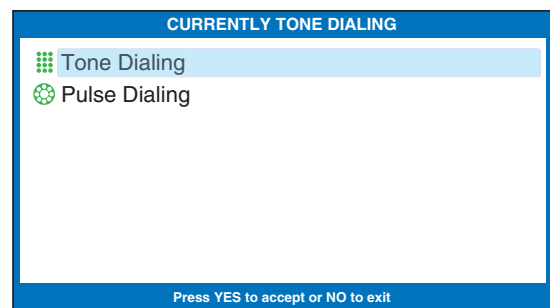 CURRENTLY TONE DIALING
Tone Dialing
Pulse Dialing
Press YES to accept or NO to exit